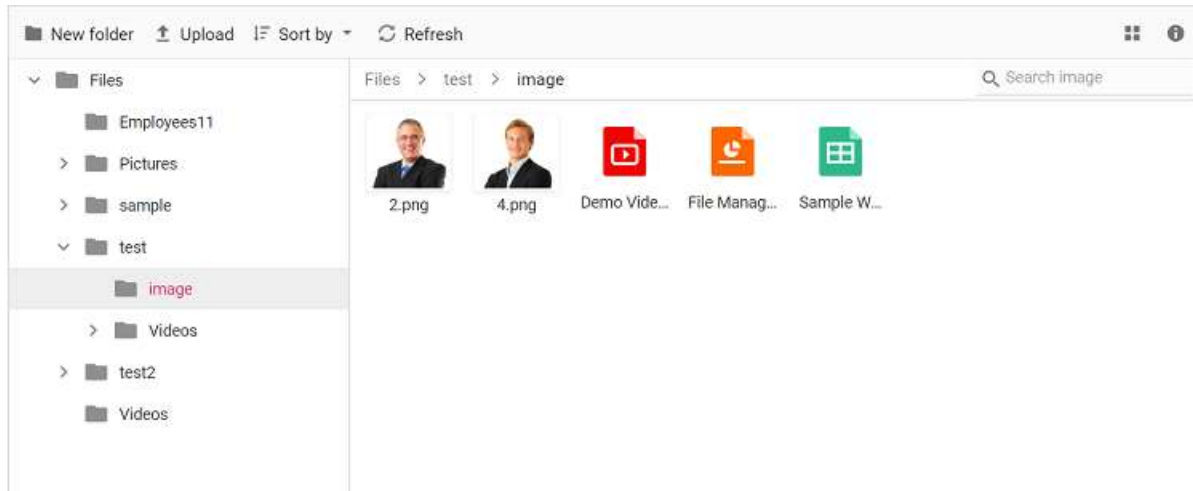 New folder Upload Sort by Refresh
Files
Employees11
Pictures
sample
test
image
Videos
test2
Videos
Files > test > image
Search image
2.png
4.png
Demo Vide...
File Manag...
Sample W...